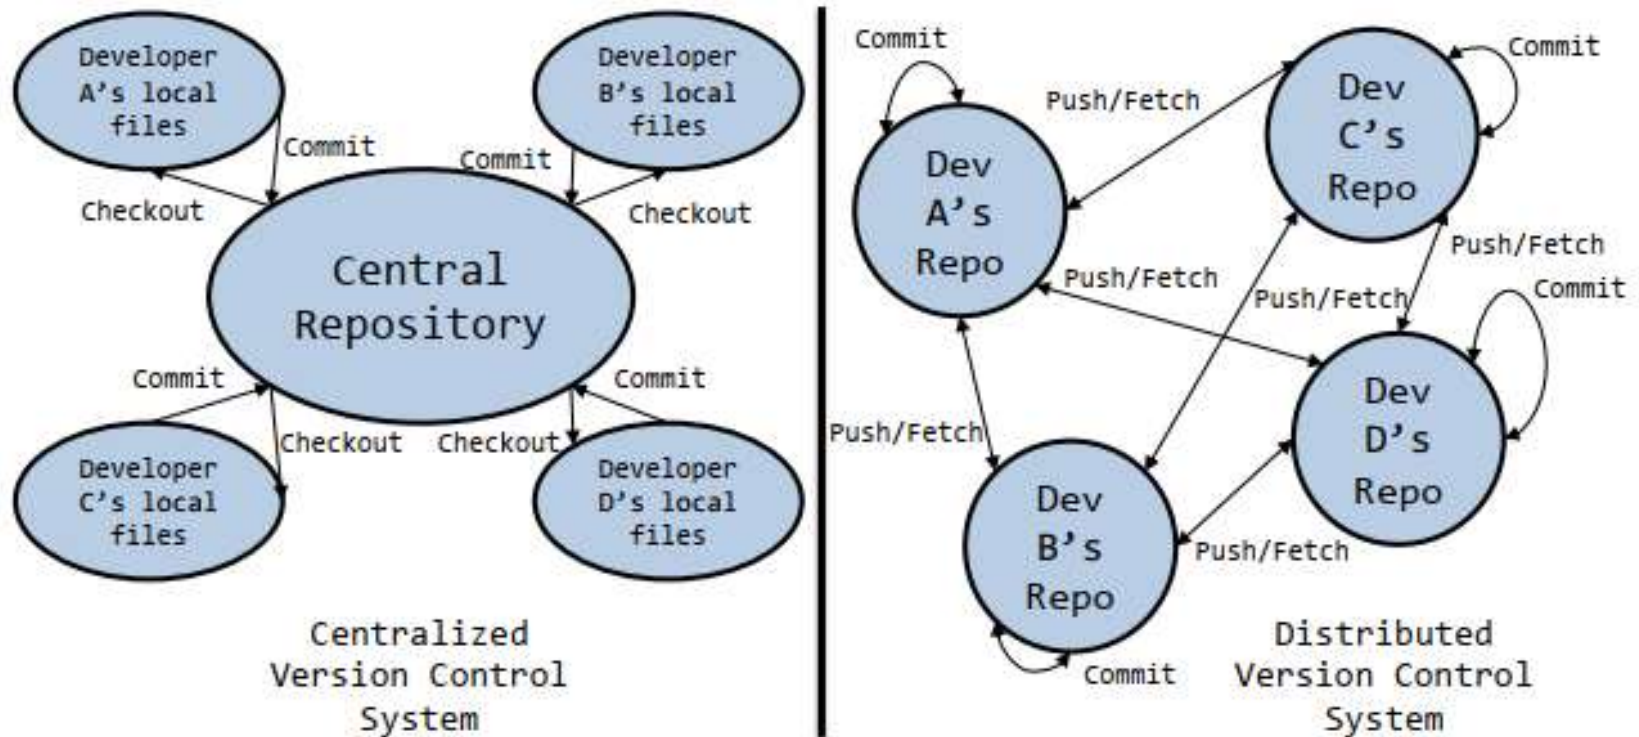 Developer
A's local
files
Developer
B's local
files
Commit
Commit
Checkout
Checkout
Central
Repository
Commit
Commit
Checkout
Checkout
Developer
C's local
files
Developer
D's local
files
Centralized
Version Control
System
Commit
Commit
Push/Fetch
Dev
C's
Repo
Dev
A's
Repo
Push/Fetch
Push/Fetch
Push/Fetch
Commit
Dev
D's
Repo
Push/Fetch
Dev
B's
Repo
Push/Fetch
Commit
Distributed
Version Control
System